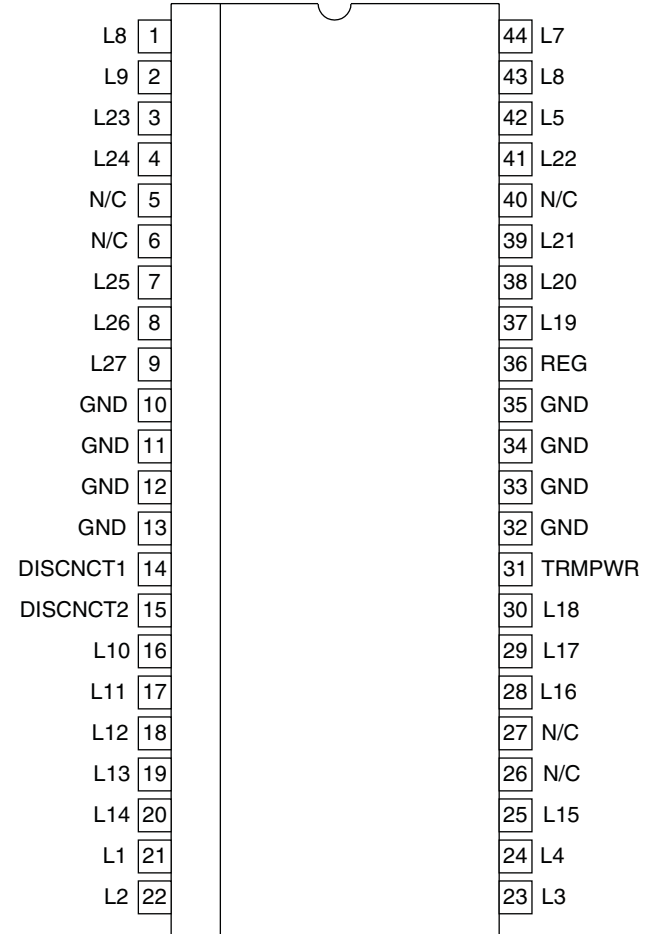 L8 1 44 L7
L9 2 43 L8
L23 3 42 L5
L24 4 41 L22
N/C 5 40 N/C
N/C 6 39 L21
L25 7 38 L20
L26 8 37 L19
L27 9 36 REG
GND 10 35 GND
GND 11 34 GND
GND 12 33 GND
GND 13 32 GND
DISCNCT1 14 31 TRMPWR
DISCNCT2 15 30 L18
L10 16 29 L17
L11 17 28 L16
L12 18 27 N/C
L13 19 26 N/C
L14 20 25 L15
L1 21 24 L4
L2 22 23 L3